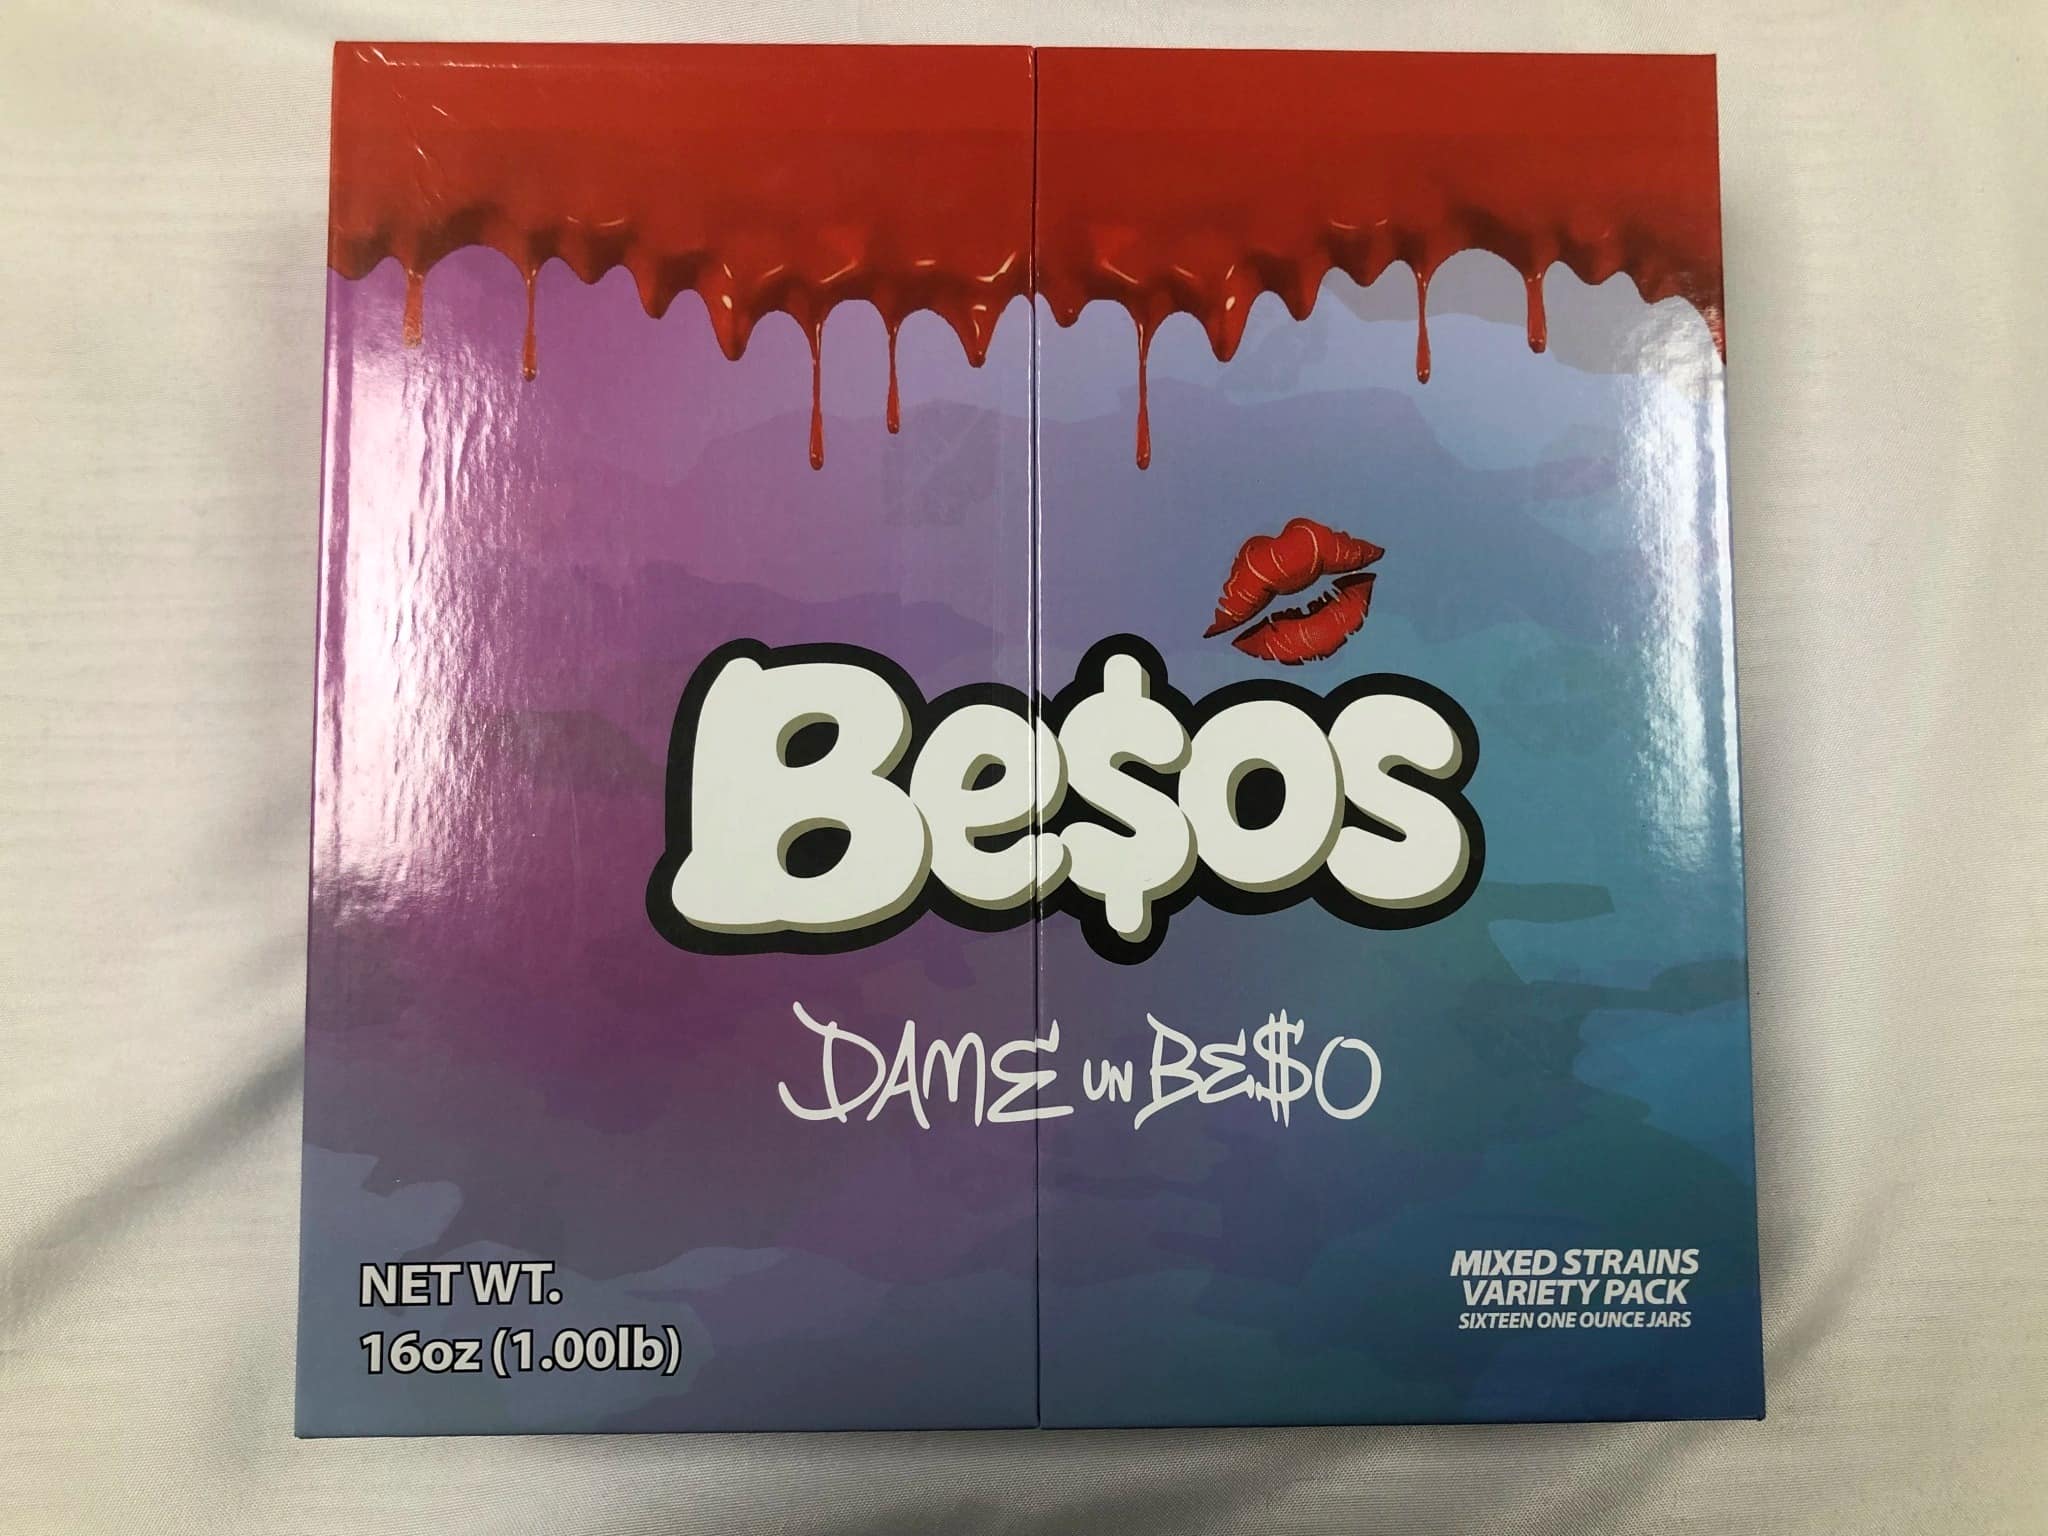 Be$os
DAME UN BE$O
NET WT.
16oz (1.00lb)
MIXED STRAINS
VARIETY PACK
SIXTEEN ONE OUNCE JARS